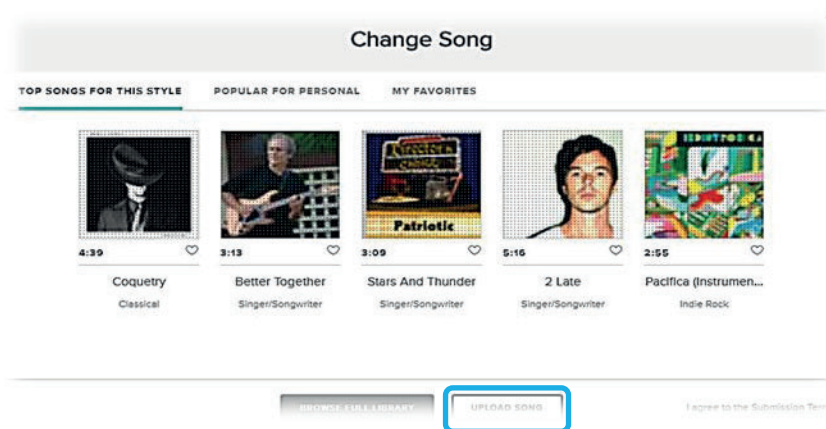 Change Song
TOP SONGS FOR THIS STYLE POPULAR FOR PERSONAL MY FAVORITES
Director's
choice
Patriotic
4:39 3:13 3:09 5:16 2:55
Coquetry Better Together Stars And Thunder 2 Late Pacifica (Instrumen...
Classical Singer/Songwriter Singer/Songwriter Singer/Songwriter Indie Rock
BROWSE FULL LIBRARY UPLOAD SONG I agree to the Submission Ter